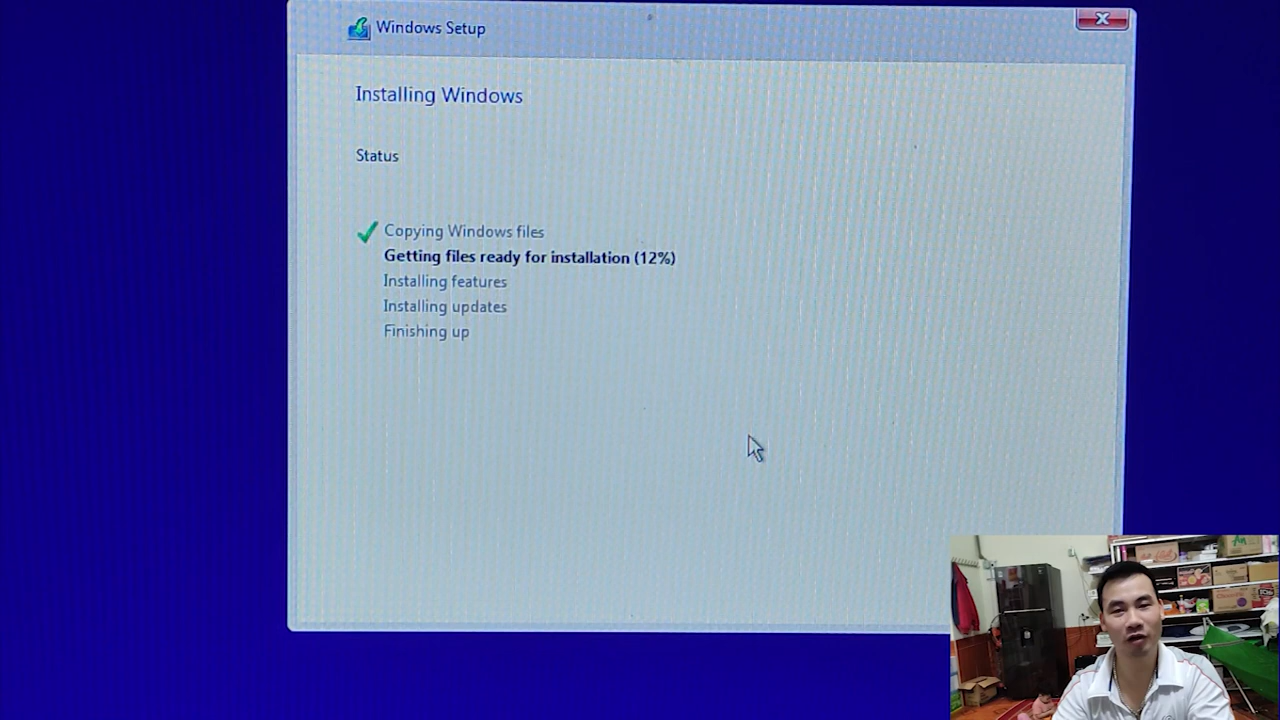 Windows Setup
Installing Windows
Status
Copying Windows files
Getting files ready for installation (12%)
Installing features
Installing updates
Finishing up